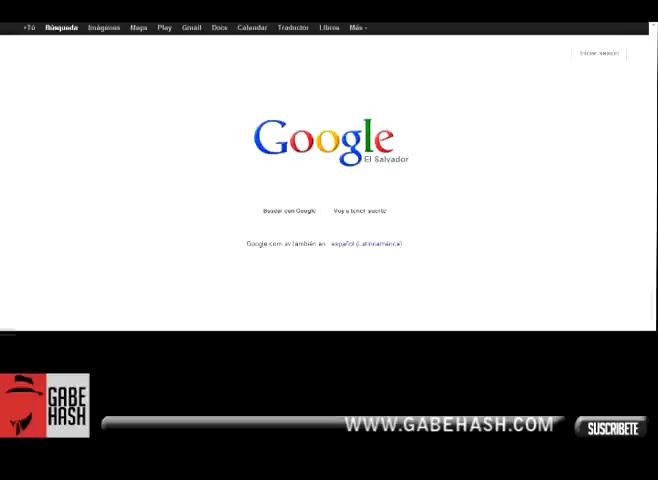 +Tú Búsqueda Imágenes Maps Play Gmail Docs Calendar Traductor Libros Más
Iniciar sesión
Google
El Salvador
Buscar con Google Voy a tener suerte
Google.com.sv también en español (Latinoamérica)
GABE
HASH
WWW.GABEHASH.COM
SUSCRIBETE